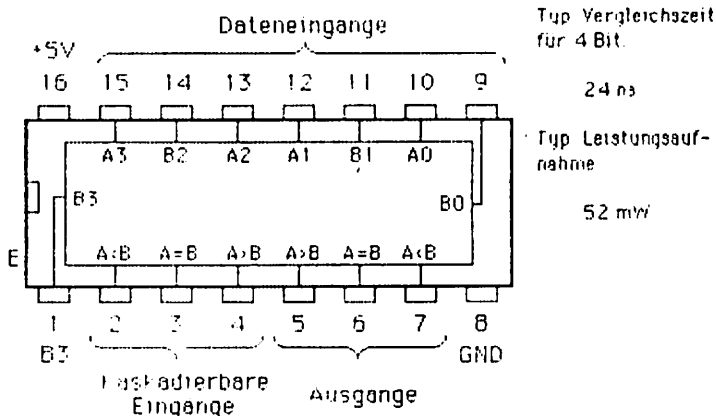 Dateneingange
Typ Vergleichszeit
für 4 Bit.
24 ns
Typ Leistungsauf-
nahme
52 mW
+5V
16 15 14 13 12 11 10 9
A3 B2 A2 A1 B1 A0
B3 B0
E
A<B A=B A>B A>B A=B A<B
1 2 3 4 5 6 7 8
B3 GND
Kaskadierbare
Eingange
Ausgange